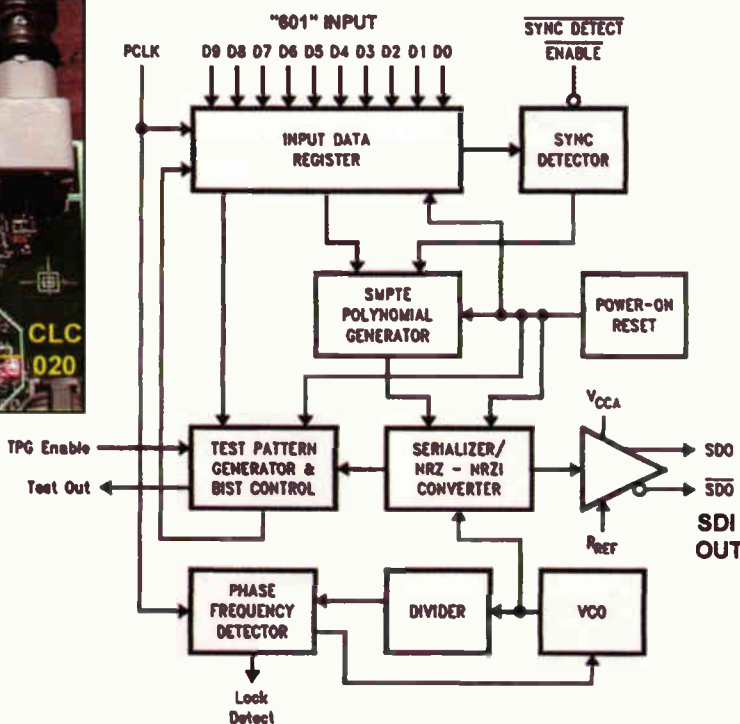 "601" INPUT
PCLK
D9 D8 D7 D6 D5 D4 D3 D2 D1 D0
SYNC DETECT
ENABLE
INPUT DATA
REGISTER
SYNC
DETECTOR
SMPTE
POLYNOMIAL
GENERATOR
POWER-ON
RESET
CLC
020
TPG Enable
Test Out
TEST PATTERN
GENERATOR &
BIST CONTROL
SERIALIZER/
NRZ - NRZI
CONVERTER
VCCA
SDO
SDO
RREF
SDI
OUT
PHASE
FREQUENCY
DETECTOR
DIVIDER
VCO
Lock
Detect